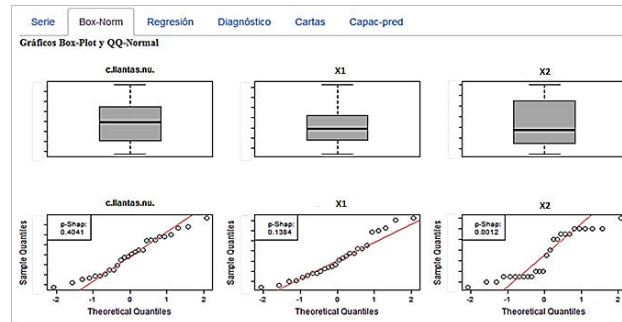 Serie Box-Norm Regresión Diagnóstico Cartas Capac-pred
Gráficos Box-Plot y QQ-Normal
c.llantas.nu. X1 X2
c.llantas.nu. X1 X2
p-Shap: p-Shap: p-Shap:
0.4041 0.1384 0.0012
Sample Quantiles Sample Quantiles Sample Quantiles
-2 -1 0 1 2 -2 -1 0 1 2 -2 -1 0 1 2
Theoretical Quantiles Theoretical Quantiles Theoretical Quantiles